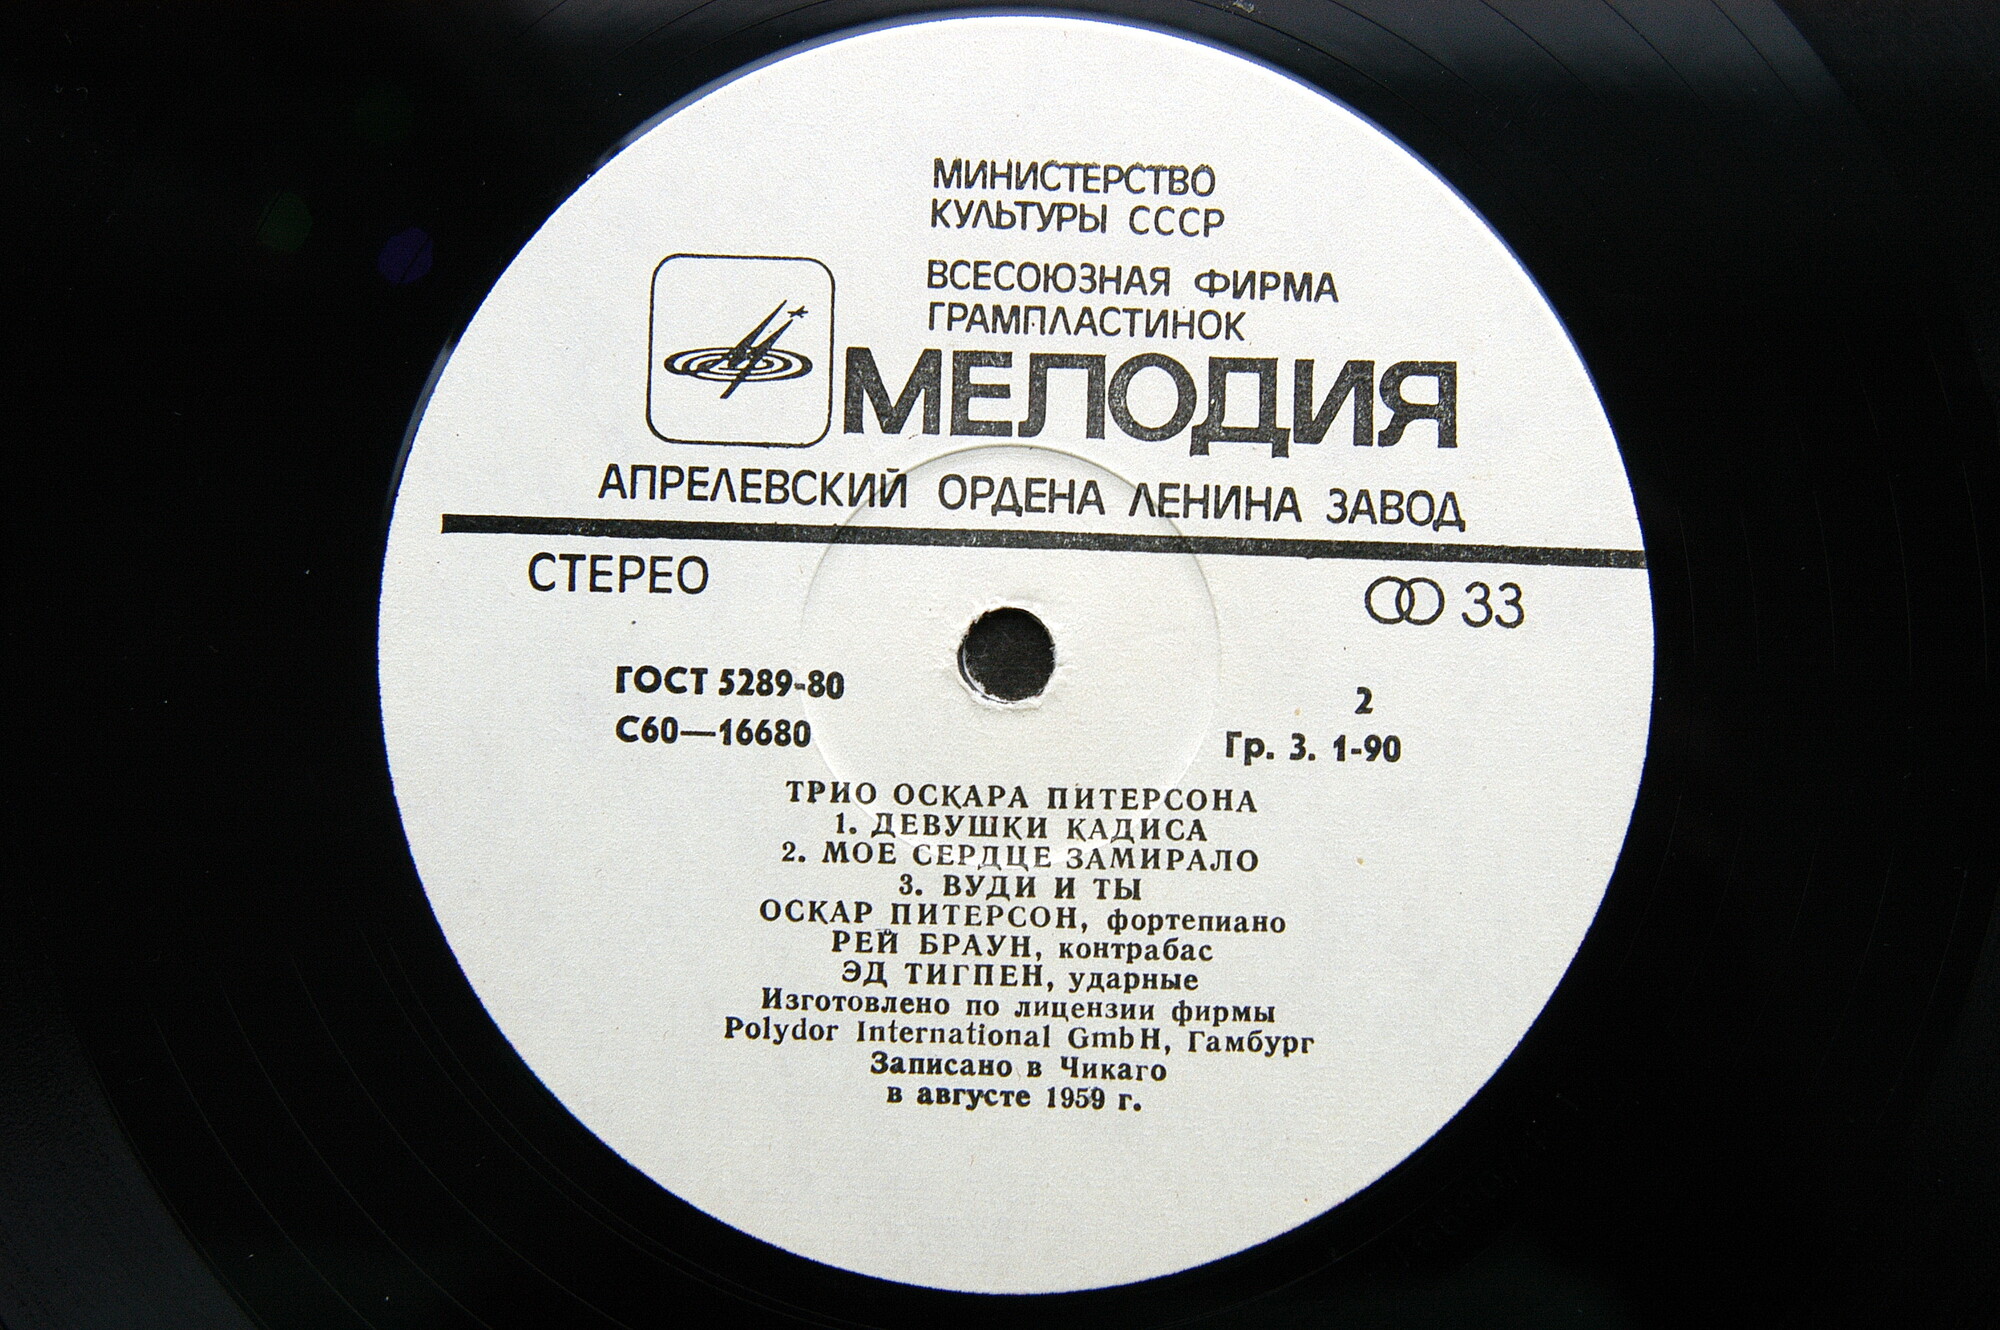 МИНИСТЕРСТВО
КУЛЬТУРЫ СССР
ВСЕСОЮЗНАЯ ФИРМА
ГРАМПЛАСТИНОК
МЕЛОДИЯ
АПРЕЛЕВСКИЙ ОРДЕНА ЛЕНИНА ЗАВОД
СТЕРЕО 33
ГОСТ 5289-80 2
С60—16680 Гр. 3. 1-90
ТРИО ОСКАРА ПИТЕРСОНА
1. ДЕВУШКИ КАДИСА
2. МОЕ СЕРДЦЕ ЗАМИРАЛО
3. ВУДИ И ТЫ
ОСКАР ПИТЕРСОН, фортепиано
РЕЙ БРАУН, контрабас
ЭД ТИГПЕН, ударные
Изготовлено по лицензии фирмы
Polydor International GmbH, Гамбург
Записано в Чикаго
в августе 1959 г.